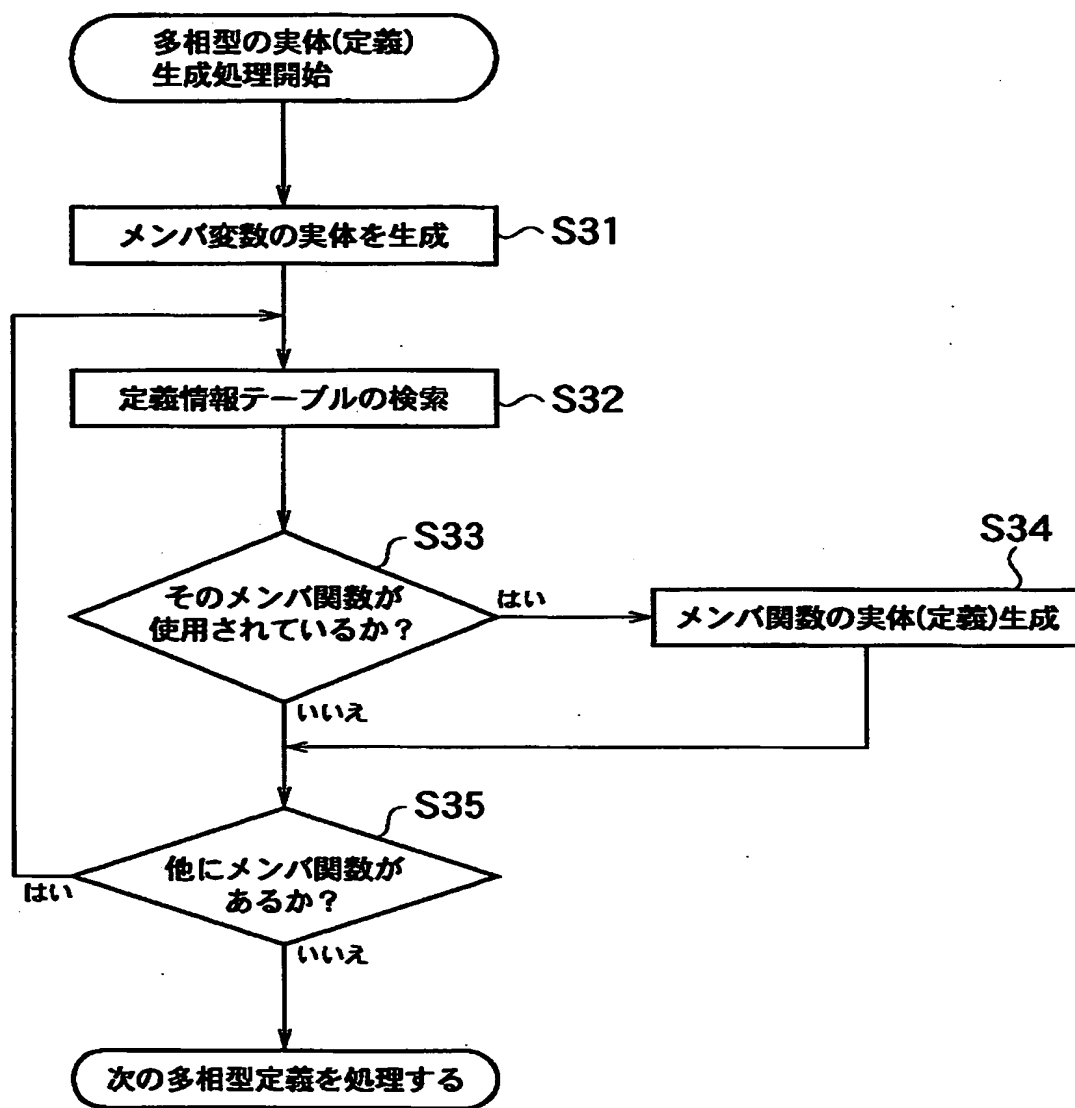 多相型の実体(定義)
生成処理開始
メンバ変数の実体を生成
S31
定義情報テーブルの検索
S32
S33
そのメンバ関数が
使用されているか？
はい
S34
メンバ関数の実体(定義)生成
いいえ
S35
他にメンバ関数が
あるか？
はい
いいえ
次の多相型定義を処理する